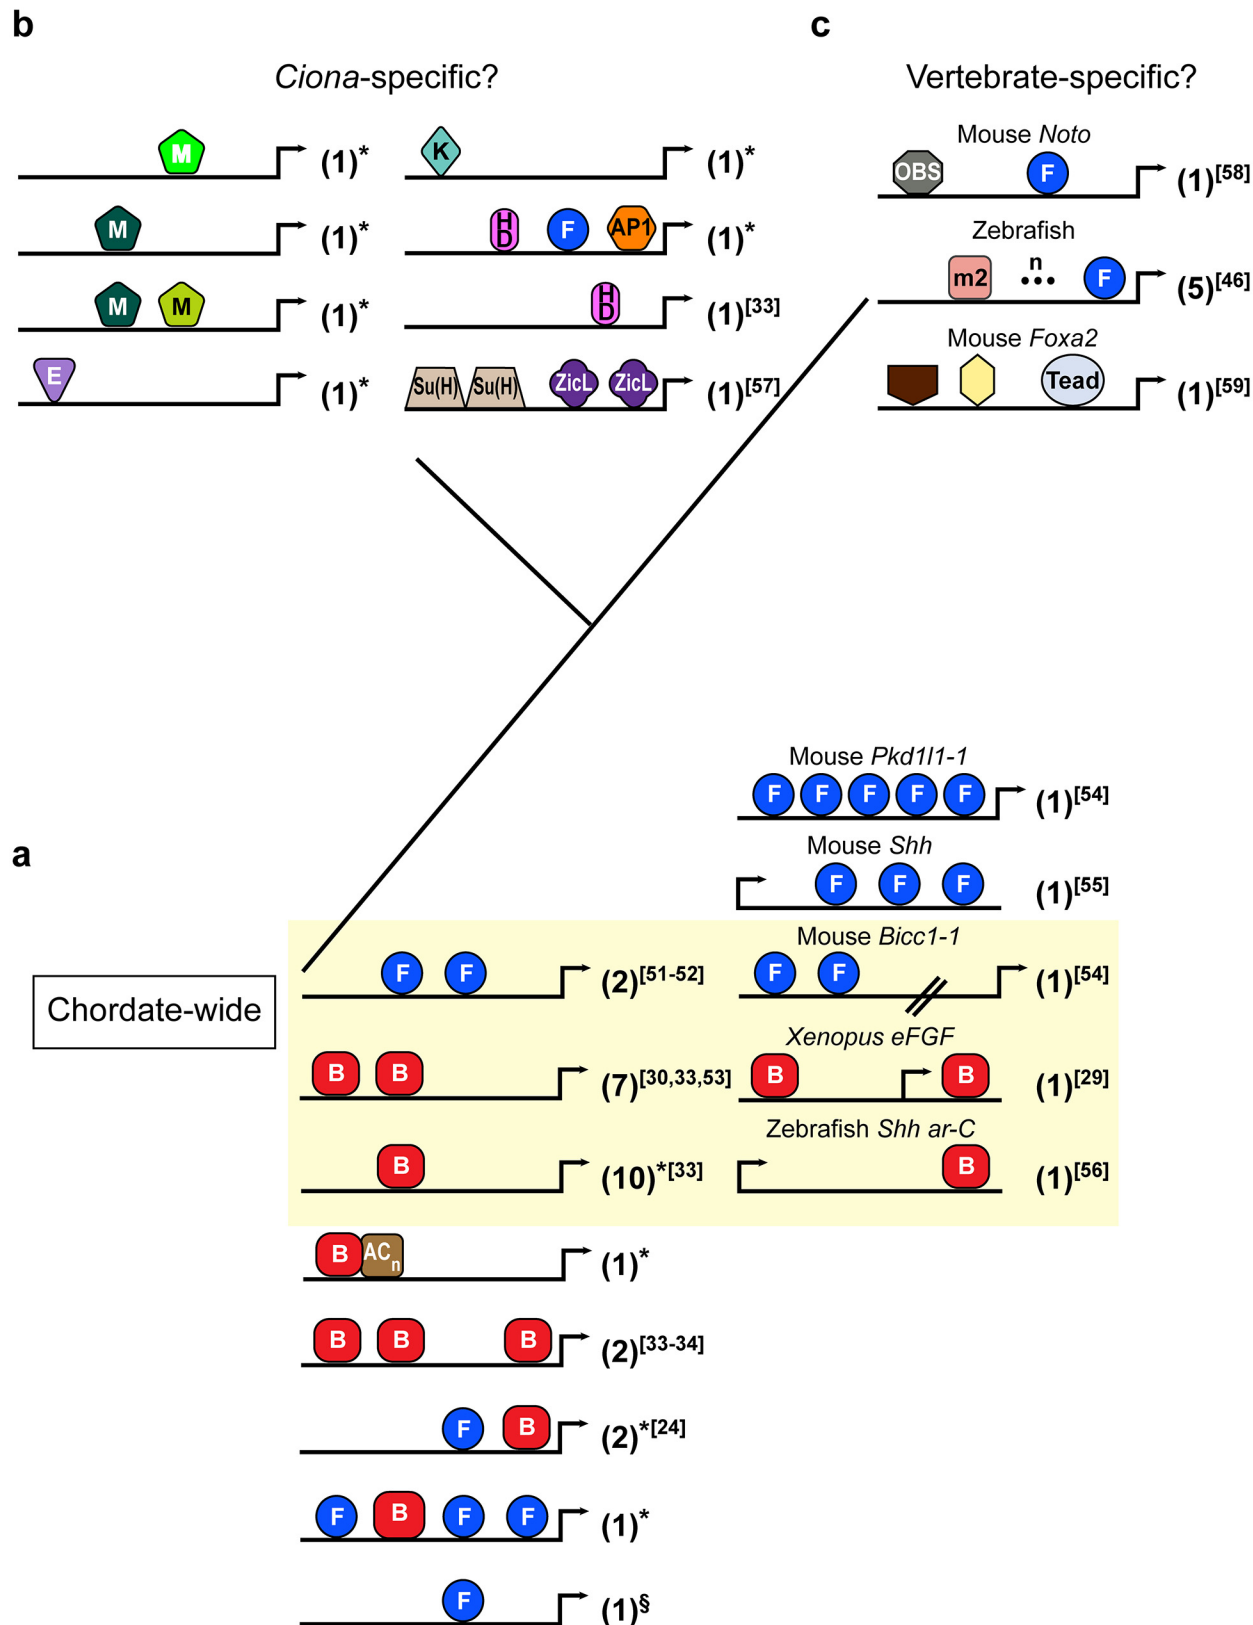 b
Ciona-specific?
M (1)*
M (1)*
M M (1)*
E (1)*
K (1)*
HD F AP1 (1)*
HD (1)[33]
Su(H) Su(H) ZicL ZicL (1)[57]
c
Vertebrate-specific?
Mouse Noto
OBS F (1)[58]
Zebrafish
m2 n ••• F (5)[46]
Mouse Foxa2
Tead (1)[59]
a
Chordate-wide
F F (2)[51-52]
B B (7)[30,33,53]
B (10)*[33]
B ACn (1)*
B B B (2)[33-34]
F B (2)*[24]
F B F F (1)*
F (1)§
Mouse Pkd1l1-1
F F F F F (1)[54]
Mouse Shh
F F F (1)[55]
Mouse Bicc1-1
F F (1)[54]
Xenopus eFGF
B B (1)[29]
Zebrafish Shh ar-C
B (1)[56]